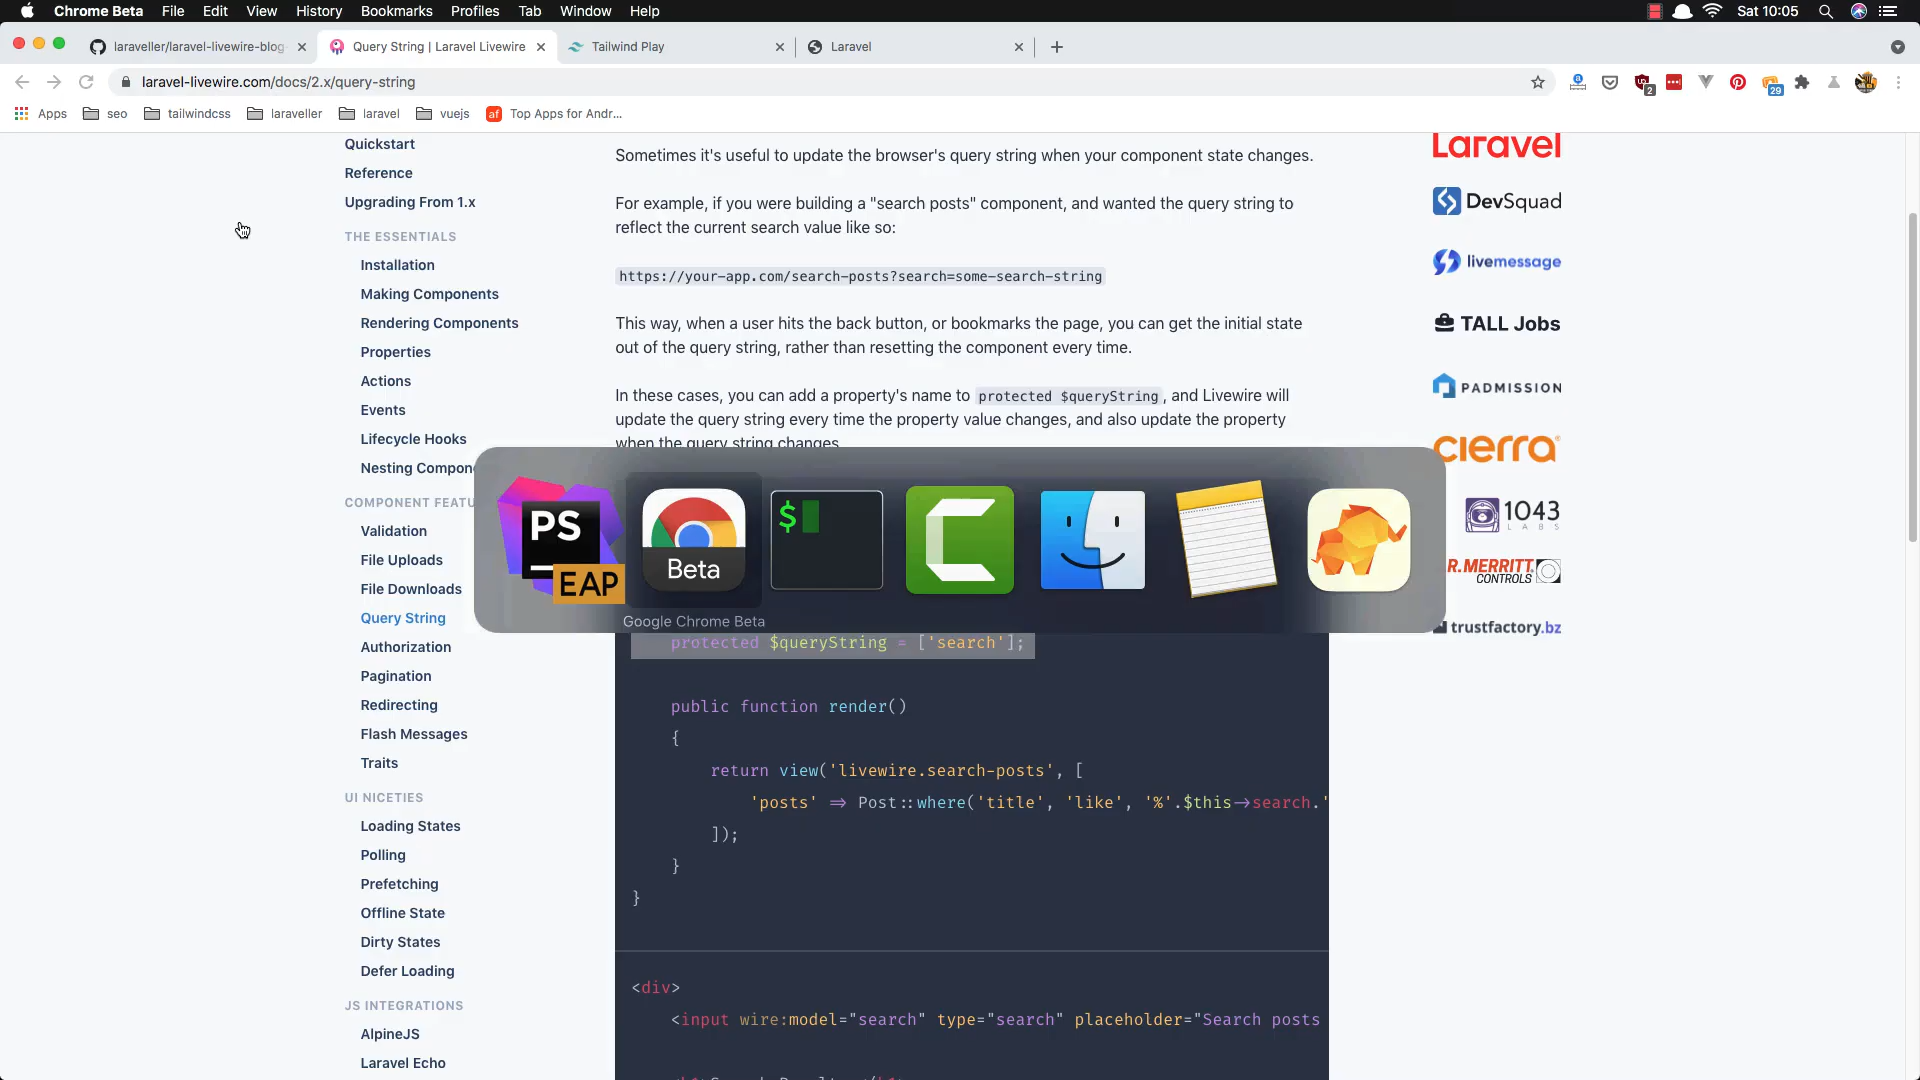 Chrome Beta File Edit View History Bookmarks Profiles Tab Window Help Sat 10:05
laraveller/laravel-livewire-blog Query String | Laravel Livewire Tailwind Play Laravel
laravel-livewire.com/docs/2.x/query-string 2 29
Apps seo tailwindcss laraveller laravel vuejs af Top Apps for Andr...
Quickstart
Reference
Upgrading From 1.x
THE ESSENTIALS
Installation
Making Components
Rendering Components
Properties
Actions
Events
Lifecycle Hooks
Nesting Compon
COMPONENT FEATU
Validation
File Uploads
File Downloads
Query String
Authorization
Pagination
Redirecting
Flash Messages
Traits
UI NICETIES
Loading States
Polling
Prefetching
Offline State
Dirty States
Defer Loading
JS INTEGRATIONS
AlpineJS
Laravel Echo
Sometimes it's useful to update the browser's query string when your component state changes.
For example, if you were building a "search posts" component, and wanted the query string to
reflect the current search value like so:
https://your-app.com/search-posts?search=some-search-string
This way, when a user hits the back button, or bookmarks the page, you can get the initial state
out of the query string, rather than resetting the component every time.
In these cases, you can add a property's name to protected $queryString, and Livewire will
update the query string every time the property value changes, and also update the property
when the query string changes.
PS
EAP
Beta
$
Google Chrome Beta
protected $queryString = ['search'];
public function render()
{
return view('livewire.search-posts', [
'posts' => Post::where('title', 'like', '%'.$this->search.'
]);
}
}
<div>
<input wire:model="search" type="search" placeholder="Search posts
Laravel
DevSquad
livemessage
TALL Jobs
PADMISSION
cierra
1043
LABS
R.MERRITT
CONTROLS
trustfactory.bz